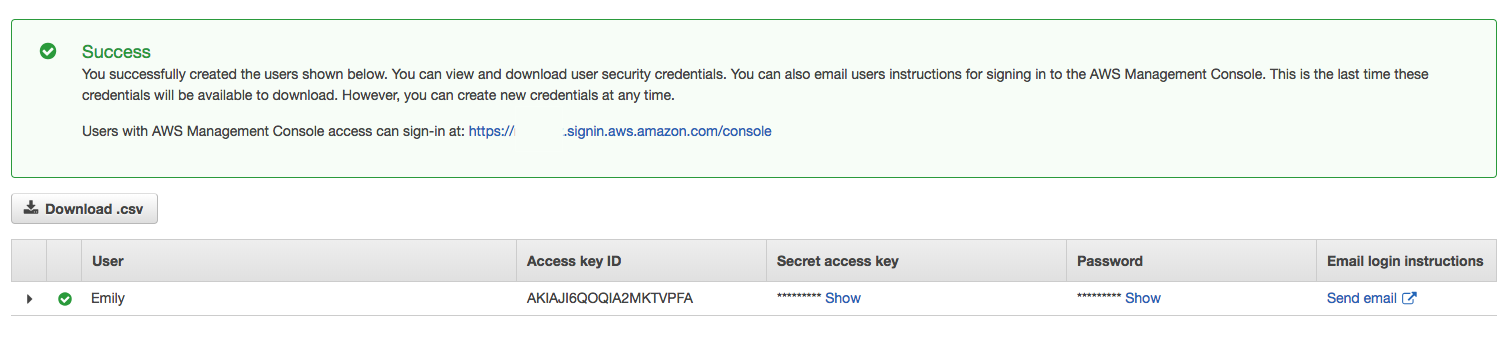 Success
You successfully created the users shown below. You can view and download user security credentials. You can also email users instructions for signing in to the AWS Management Console. This is the last time these
credentials will be available to download. However, you can create new credentials at any time.
Users with AWS Management Console access can sign-in at: https:// .signin.aws.amazon.com/console
Download .csv
User Access key ID Secret access key Password Email login instructions
Emily AKIAJI6QOQIA2MKTVPFA ********* Show ********* Show Send email